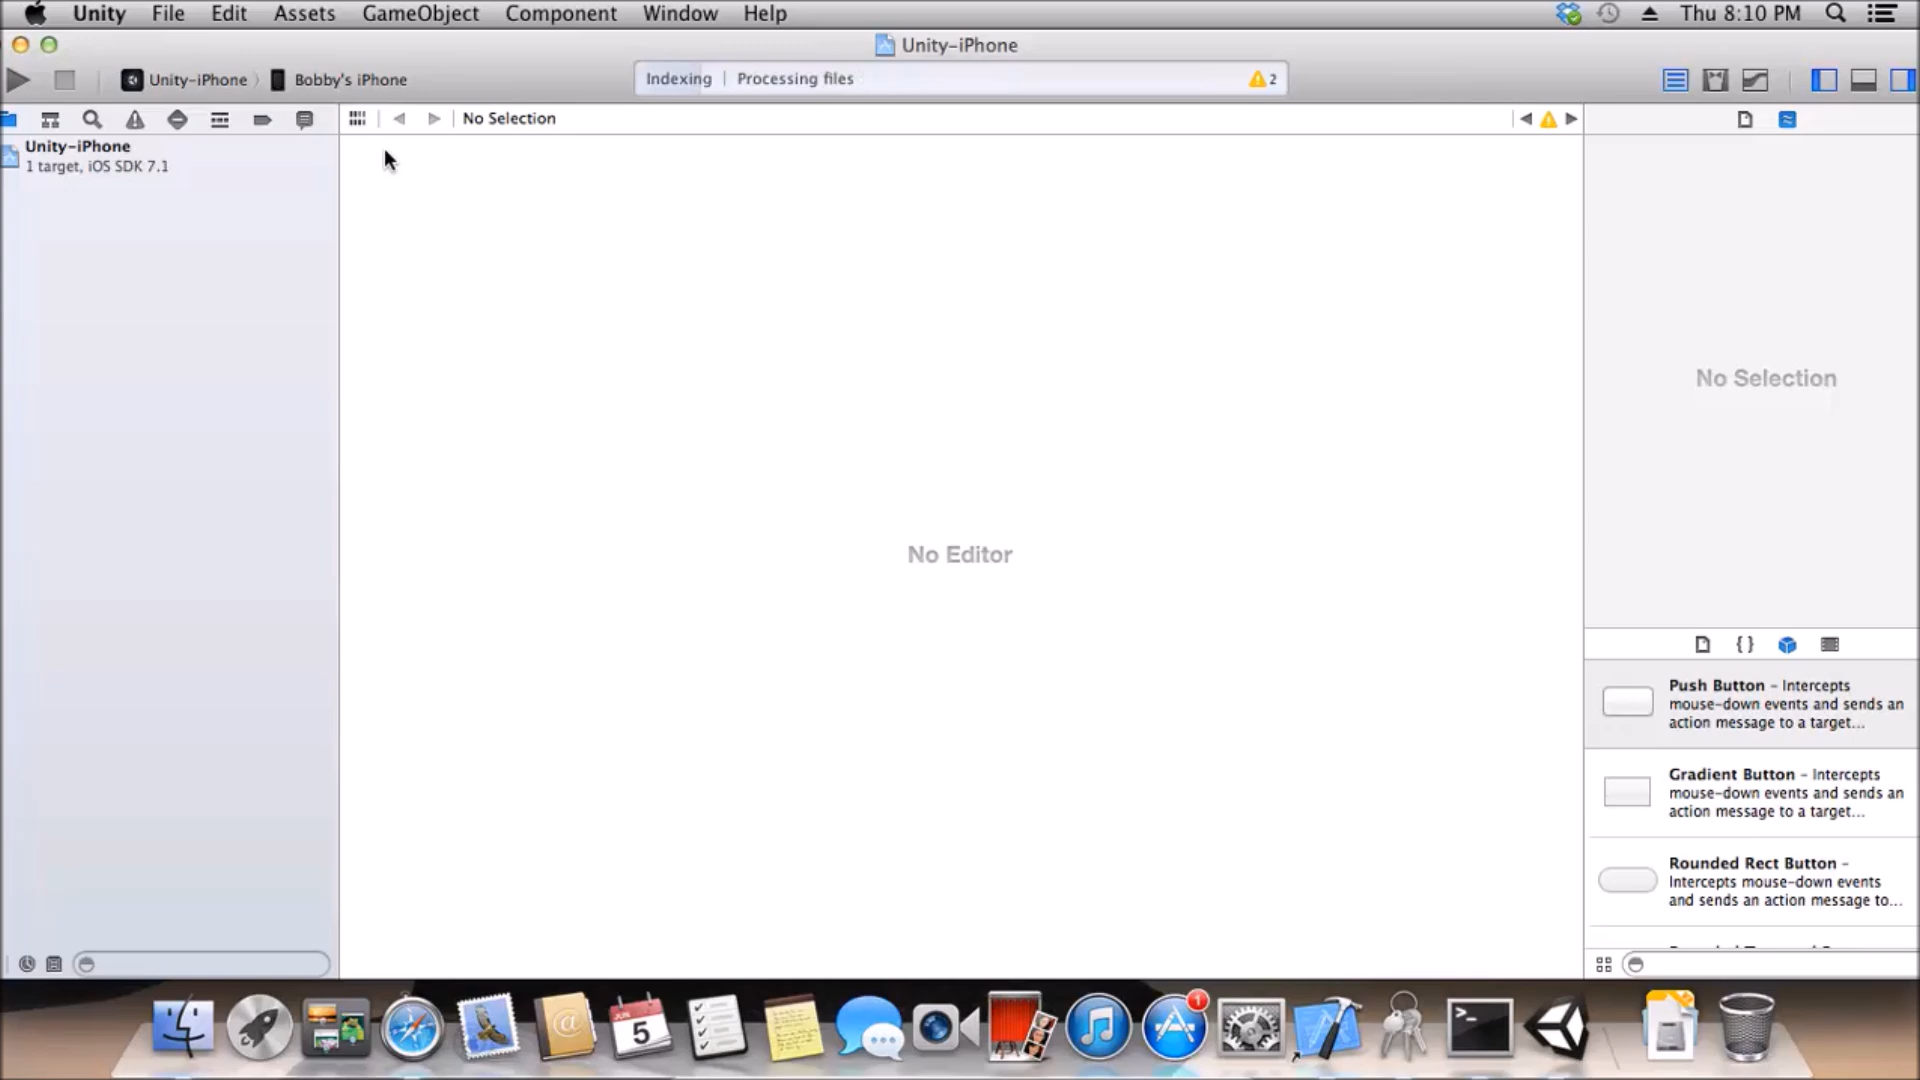 Unity File Edit Assets GameObject Component Window Help Thu 8:10 PM
Unity-iPhone
Unity-iPhone Bobby's iPhone Indexing Processing files 2
No Selection
Unity-iPhone
1 target, iOS SDK 7.1
No Selection
No Editor
Push Button - Intercepts
mouse-down events and sends an
action message to a target...
Gradient Button - Intercepts
mouse-down events and sends an
action message to a target...
Rounded Rect Button -
Intercepts mouse-down events
and sends an action message to...
JUN
5
1